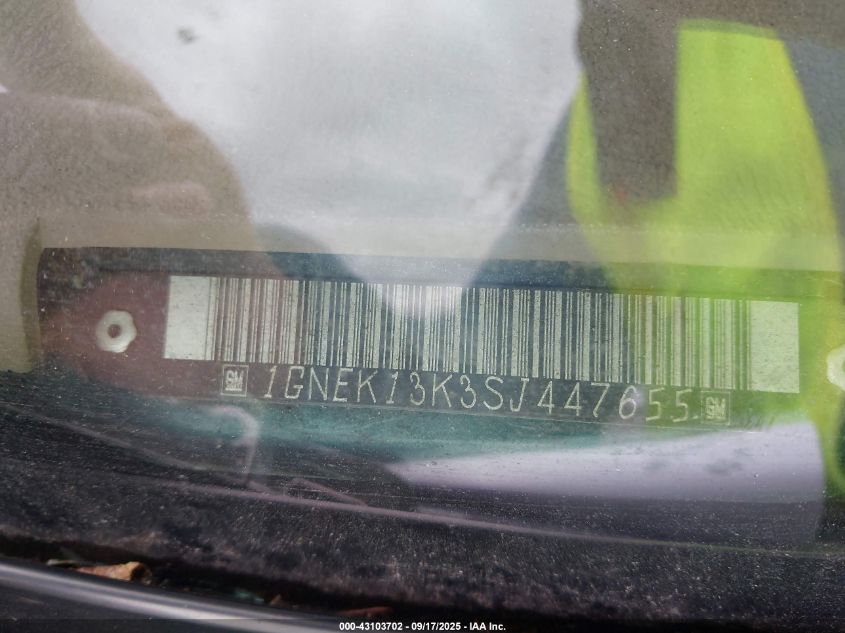 GM 1GNEK13K3SJ447655 GM
000-43103702 - 09/17/2025 - IAA Inc.